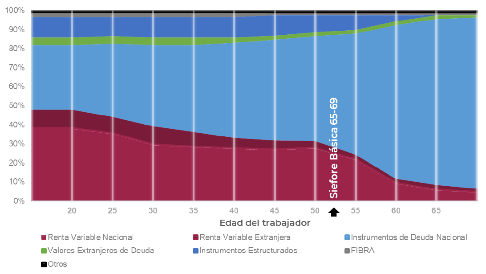 100%
90%
80%
70%
60%
50%
40%
30%
20%
10%
0%
Siefore Básica 65-69
20 25 30 35 40 45 50 55 60 65
Edad del trabajador
Renta Variable Nacional Renta Variable Extranjera Instrumentos de Deuda Nacional
Valores Extranjeros de Deuda Instrumentos Estructurados FIBRA
Otros